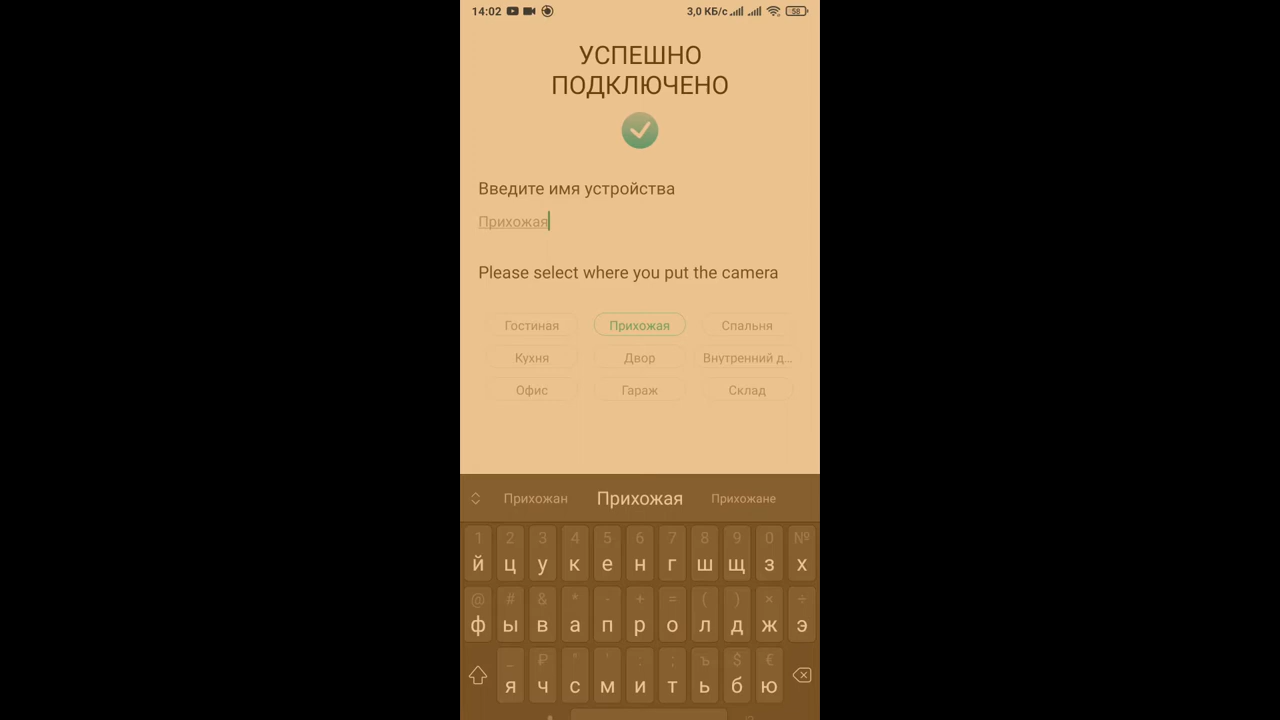 14:02 3,0 КБ/с 58
УСПЕШНО
ПОДКЛЮЧЕНО
Введите имя устройства
Прихожая
Please select where you put the camera
Гостиная Прихожая Спальня
Кухня Двор Внутренний д...
Офис Гараж Склад
Прихожан Прихожая Прихожане
1 2 3 4 5 6 7 8 9 0 №
й ц у к е н г ш щ з х
@ # & * - + = ( ) × ÷
ф ы в а п р о л д ж э
_ ₽ " ' : ; ъ $ €
я ч с м и т ь б ю